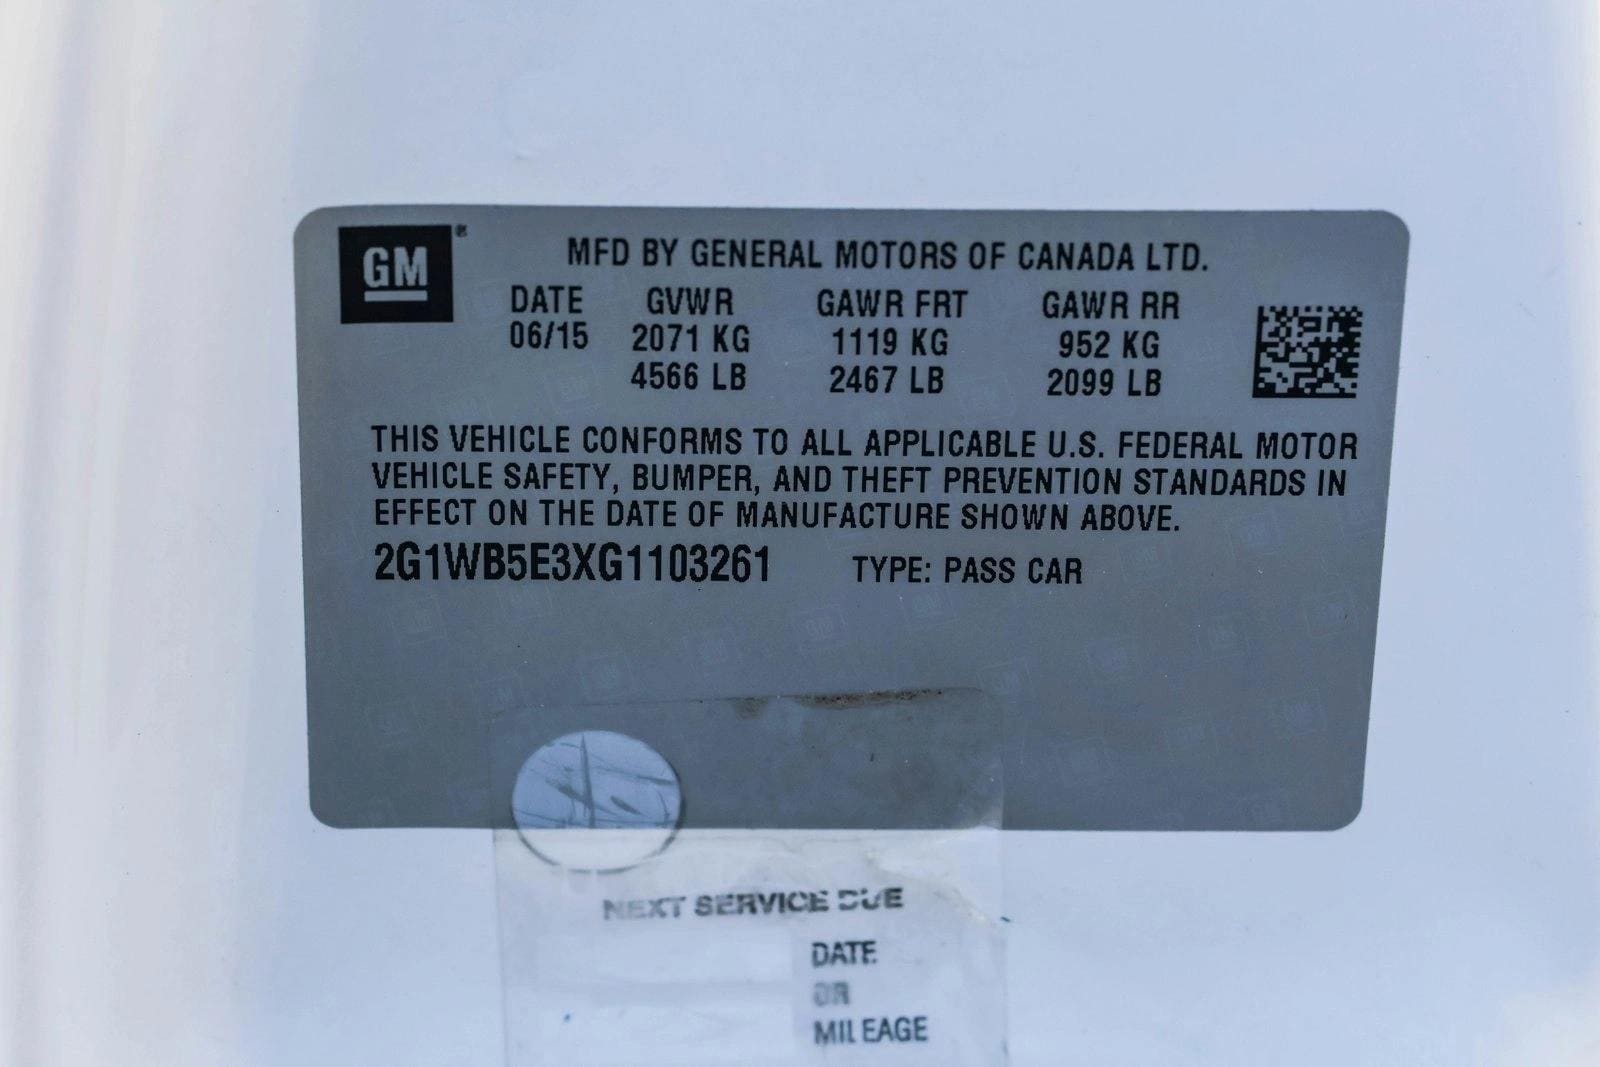 GM®
MFD BY GENERAL MOTORS OF CANADA LTD.
DATE GVWR GAWR FRT GAWR RR
06/15 2071 KG 1119 KG 952 KG
4566 LB 2467 LB 2099 LB
THIS VEHICLE CONFORMS TO ALL APPLICABLE U.S. FEDERAL MOTOR
VEHICLE SAFETY, BUMPER, AND THEFT PREVENTION STANDARDS IN
EFFECT ON THE DATE OF MANUFACTURE SHOWN ABOVE.
2G1WB5E3XG1103261 TYPE: PASS CAR
NEXT SERVICE DUE
DATE
OR
MILEAGE